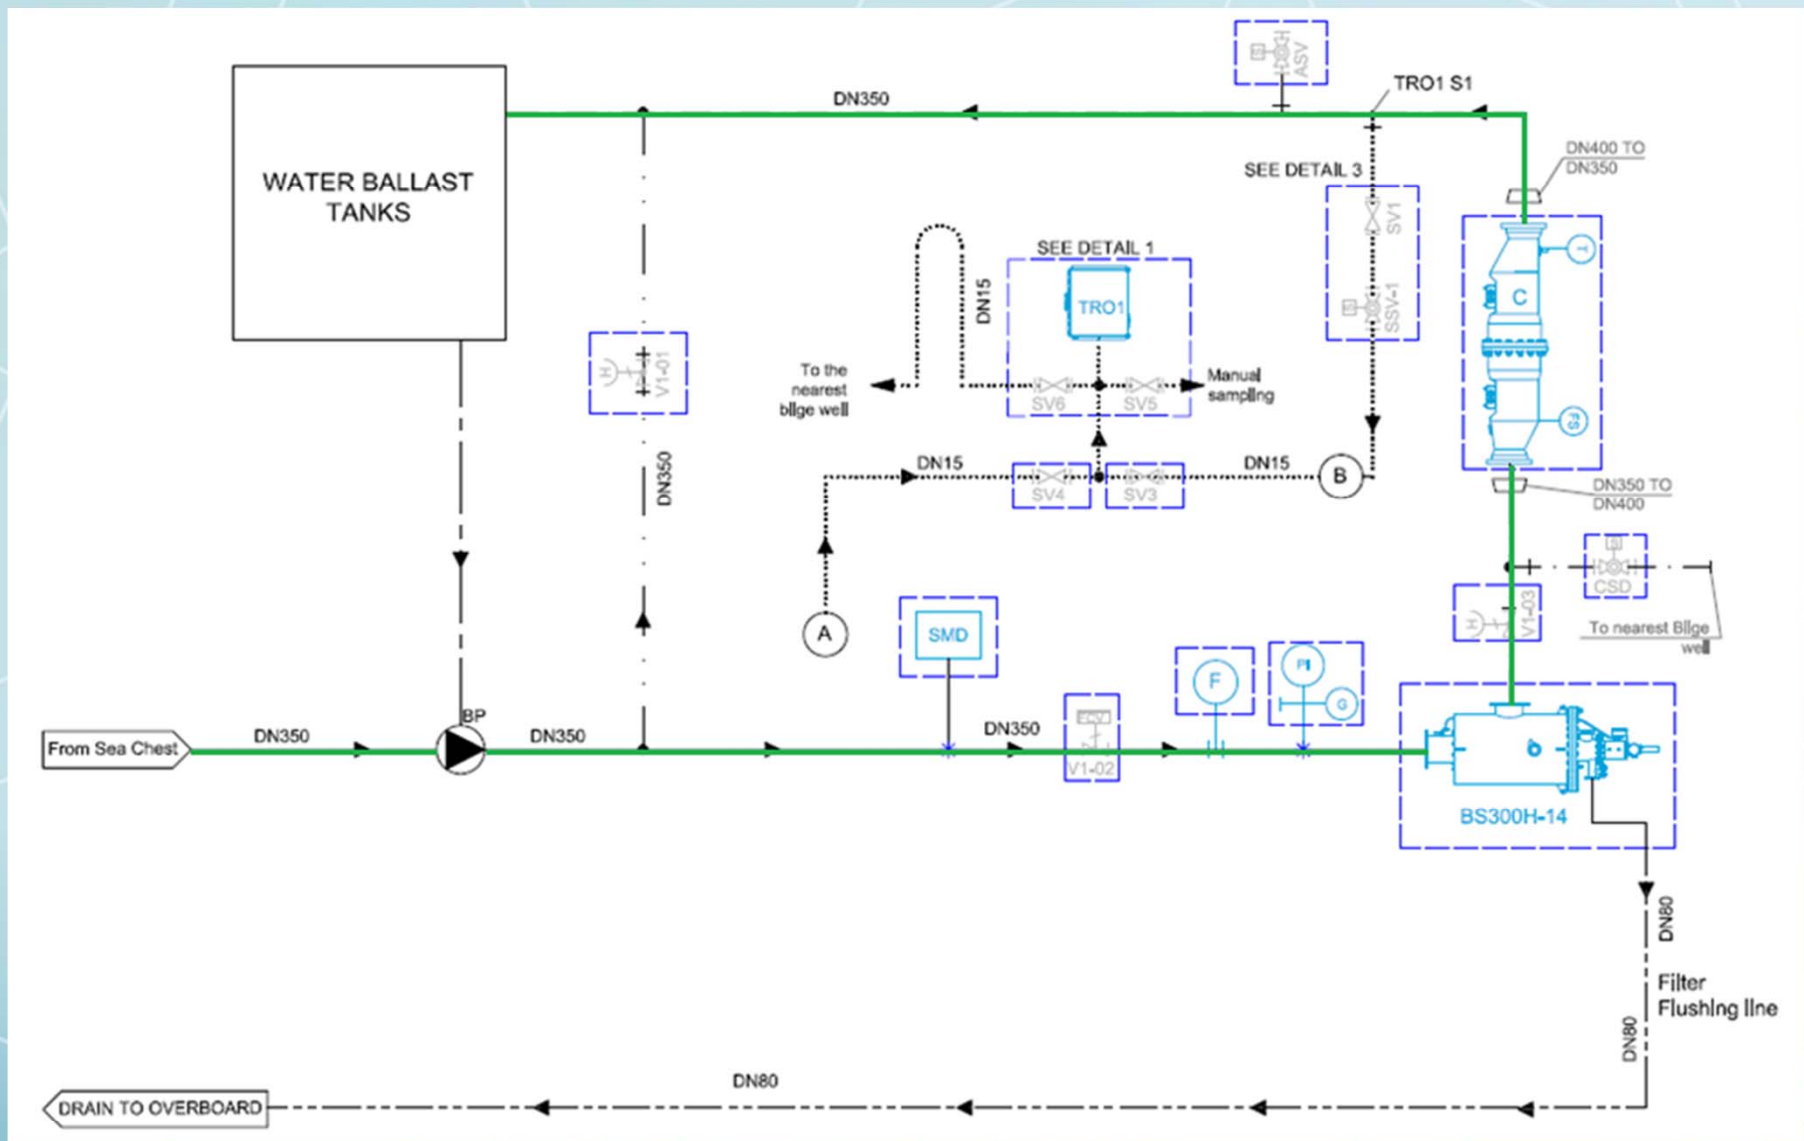 ASV
TRO1 S1
DN350
DN400 TO
DN350
WATER BALLAST
TANKS
SEE DETAIL 3
SV1
SEE DETAIL 1
DN15
TRO1
SSV-1
T
C
H
V1-01
To the
nearest
bilge well
SV6
SV5
Manual
sampling
FS
DN350
DN15
SV4
SV3
DN15
B
DN350 TO
DN400
S
CSD
A
SMD
H
V1-03
To nearest Bilge
well
F
PI
G
BP
From Sea Chest
DN350
DN350
DN350
FCV
V1-02
BS300H-14
DN80
Filter
Flushing line
DN80
DN80
DRAIN TO OVERBOARD